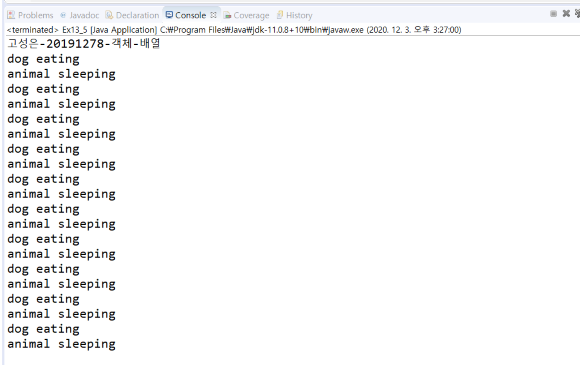 Problems Javadoc Declaration Console Coverage History
<terminated> Ex13_5 [Java Application] C:₩Program Files₩Java₩jdk-11.0.8+10₩bin₩javaw.exe (2020. 12. 3. 오후 3:27:00)
고성은-20191278-객체-배열
dog eating
animal sleeping
dog eating
animal sleeping
dog eating
animal sleeping
dog eating
animal sleeping
dog eating
animal sleeping
dog eating
animal sleeping
dog eating
animal sleeping
dog eating
animal sleeping
dog eating
animal sleeping
dog eating
animal sleeping